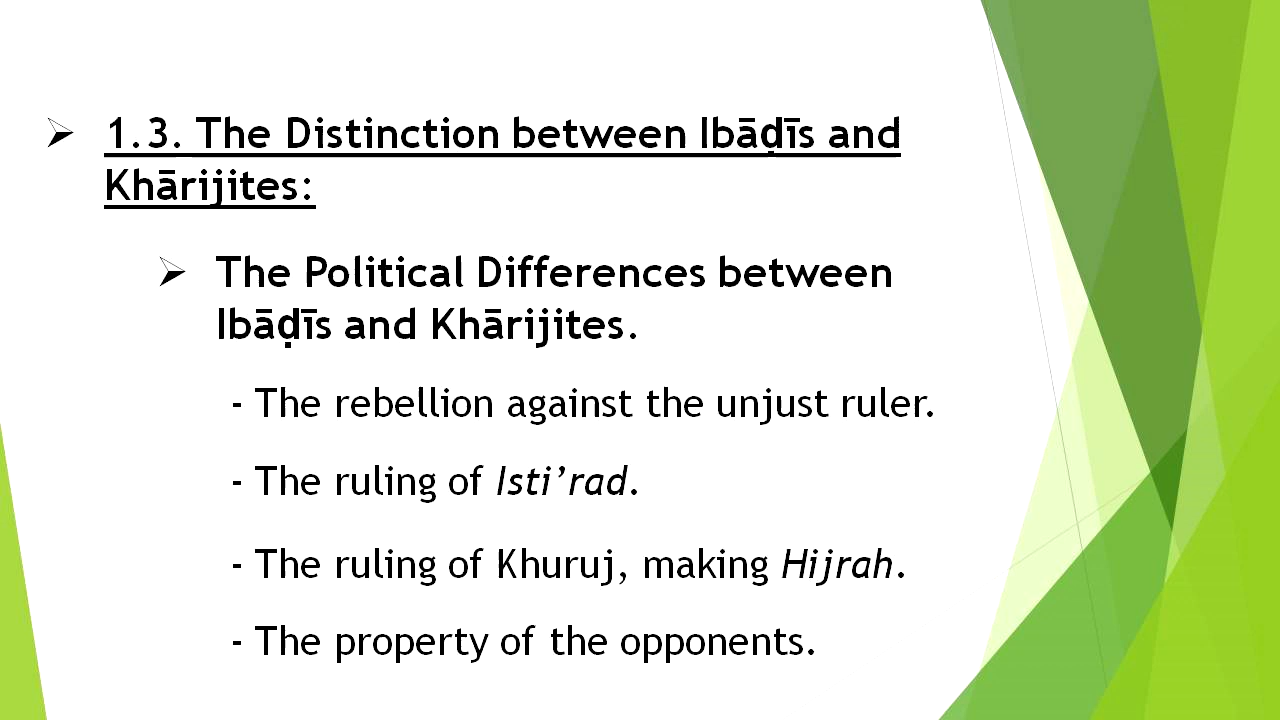 ➢ 1.3. The Distinction between Ibāḍīs and
Khārijites:
➢ The Political Differences between
Ibāḍīs and Khārijites.
- The rebellion against the unjust ruler.
- The ruling of Isti’rad.
- The ruling of Khuruj, making Hijrah.
- The property of the opponents.